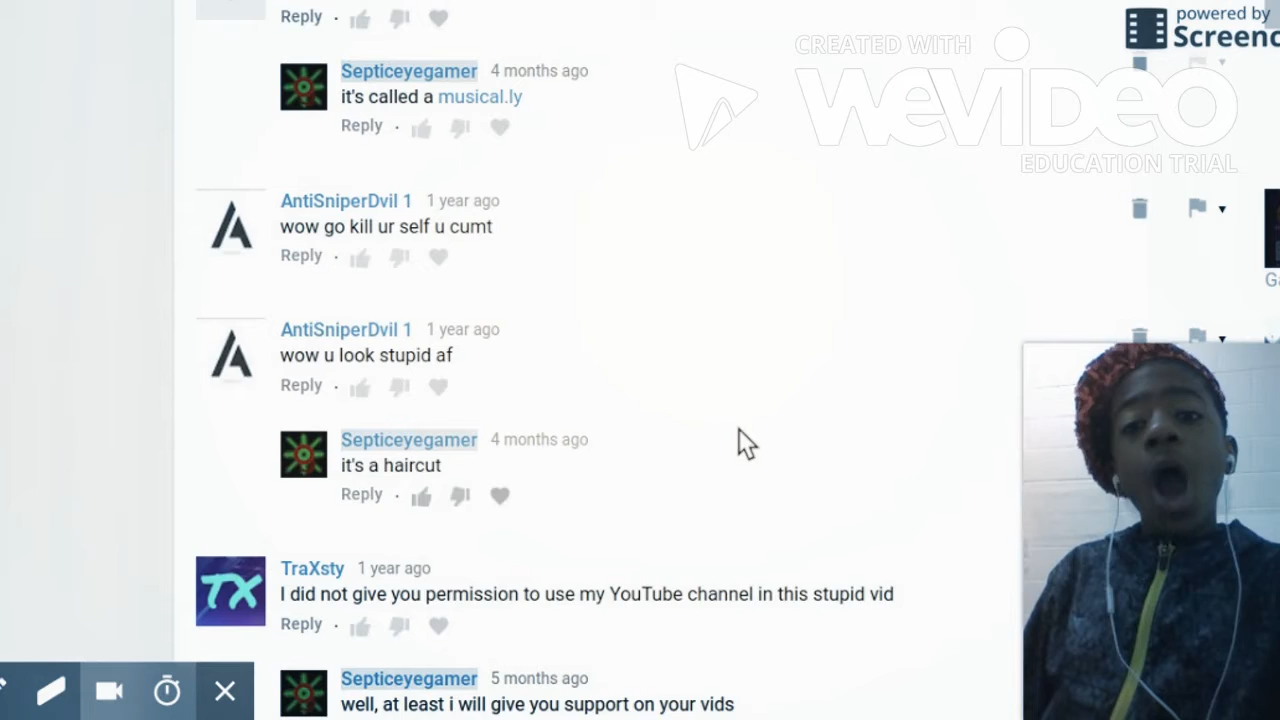 Reply ·
powered by
Screenc
CREATED WITH
WeVideo
EDUCATION TRIAL
Septiceyegamer 4 months ago
it's called a musical.ly
Reply ·
AntiSniperDvil 1 1 year ago
wow go kill ur self u cumt
Reply ·
AntiSniperDvil 1 1 year ago
wow u look stupid af
Reply ·
Septiceyegamer 4 months ago
it's a haircut
Reply ·
TX
TraXsty 1 year ago
I did not give you permission to use my YouTube channel in this stupid vid
Reply ·
Septiceyegamer 5 months ago
well, at least i will give you support on your vids